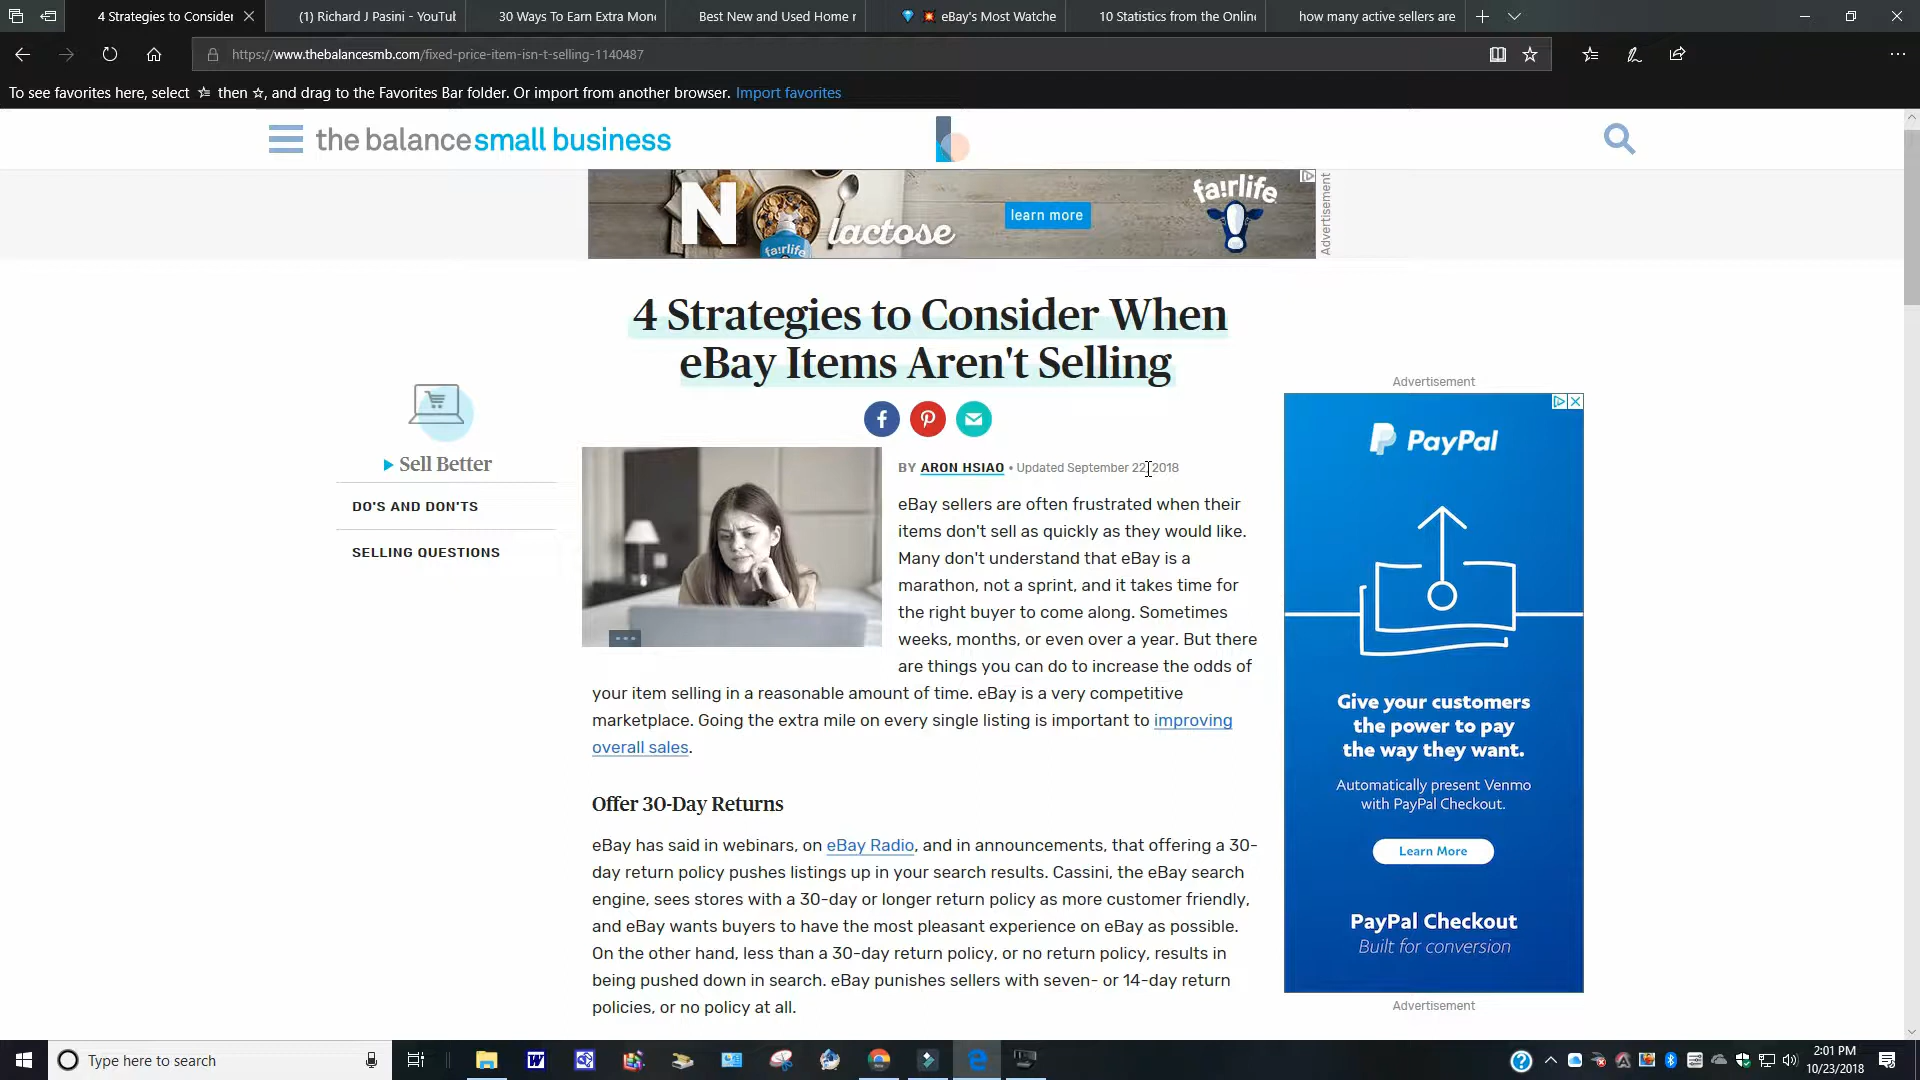 4 Strategies to Consider
(1) Richard J Pasini - YouTub
30 Ways To Earn Extra Mon
Best New and Used Home r
eBay's Most Watche
10 Statistics from the Onlin
how many active sellers are
https://www.thebalancesmb.com/fixed-price-item-isn-t-selling-1140487
To see favorites here, select then ☆, and drag to the Favorites Bar folder. Or import from another browser. Import favorites
the balance small business
N lactose
fa!rlife
learn more
fa!rlife
Advertisement
4 Strategies to Consider When
eBay Items Aren't Selling
Sell Better
DO'S AND DON'TS
SELLING QUESTIONS
BY ARON HSIAO • Updated September 22, 2018
eBay sellers are often frustrated when their
items don't sell as quickly as they would like.
Many don't understand that eBay is a
marathon, not a sprint, and it takes time for
the right buyer to come along. Sometimes
weeks, months, or even over a year. But there
are things you can do to increase the odds of
your item selling in a reasonable amount of time. eBay is a very competitive
marketplace. Going the extra mile on every single listing is important to improving
overall sales.
Offer 30-Day Returns
eBay has said in webinars, on eBay Radio, and in announcements, that offering a 30-
day return policy pushes listings up in your search results. Cassini, the eBay search
engine, sees stores with a 30-day or longer return policy as more customer friendly,
and eBay wants buyers to have the most pleasant experience on eBay as possible.
On the other hand, less than a 30-day return policy, or no return policy, results in
being pushed down in search. eBay punishes sellers with seven- or 14-day return
policies, or no policy at all.
Advertisement
PayPal
Give your customers
the power to pay
the way they want.
Automatically present Venmo
with PayPal Checkout.
Learn More
PayPal Checkout
Built for conversion
Advertisement
Type here to search
2:01 PM
10/23/2018